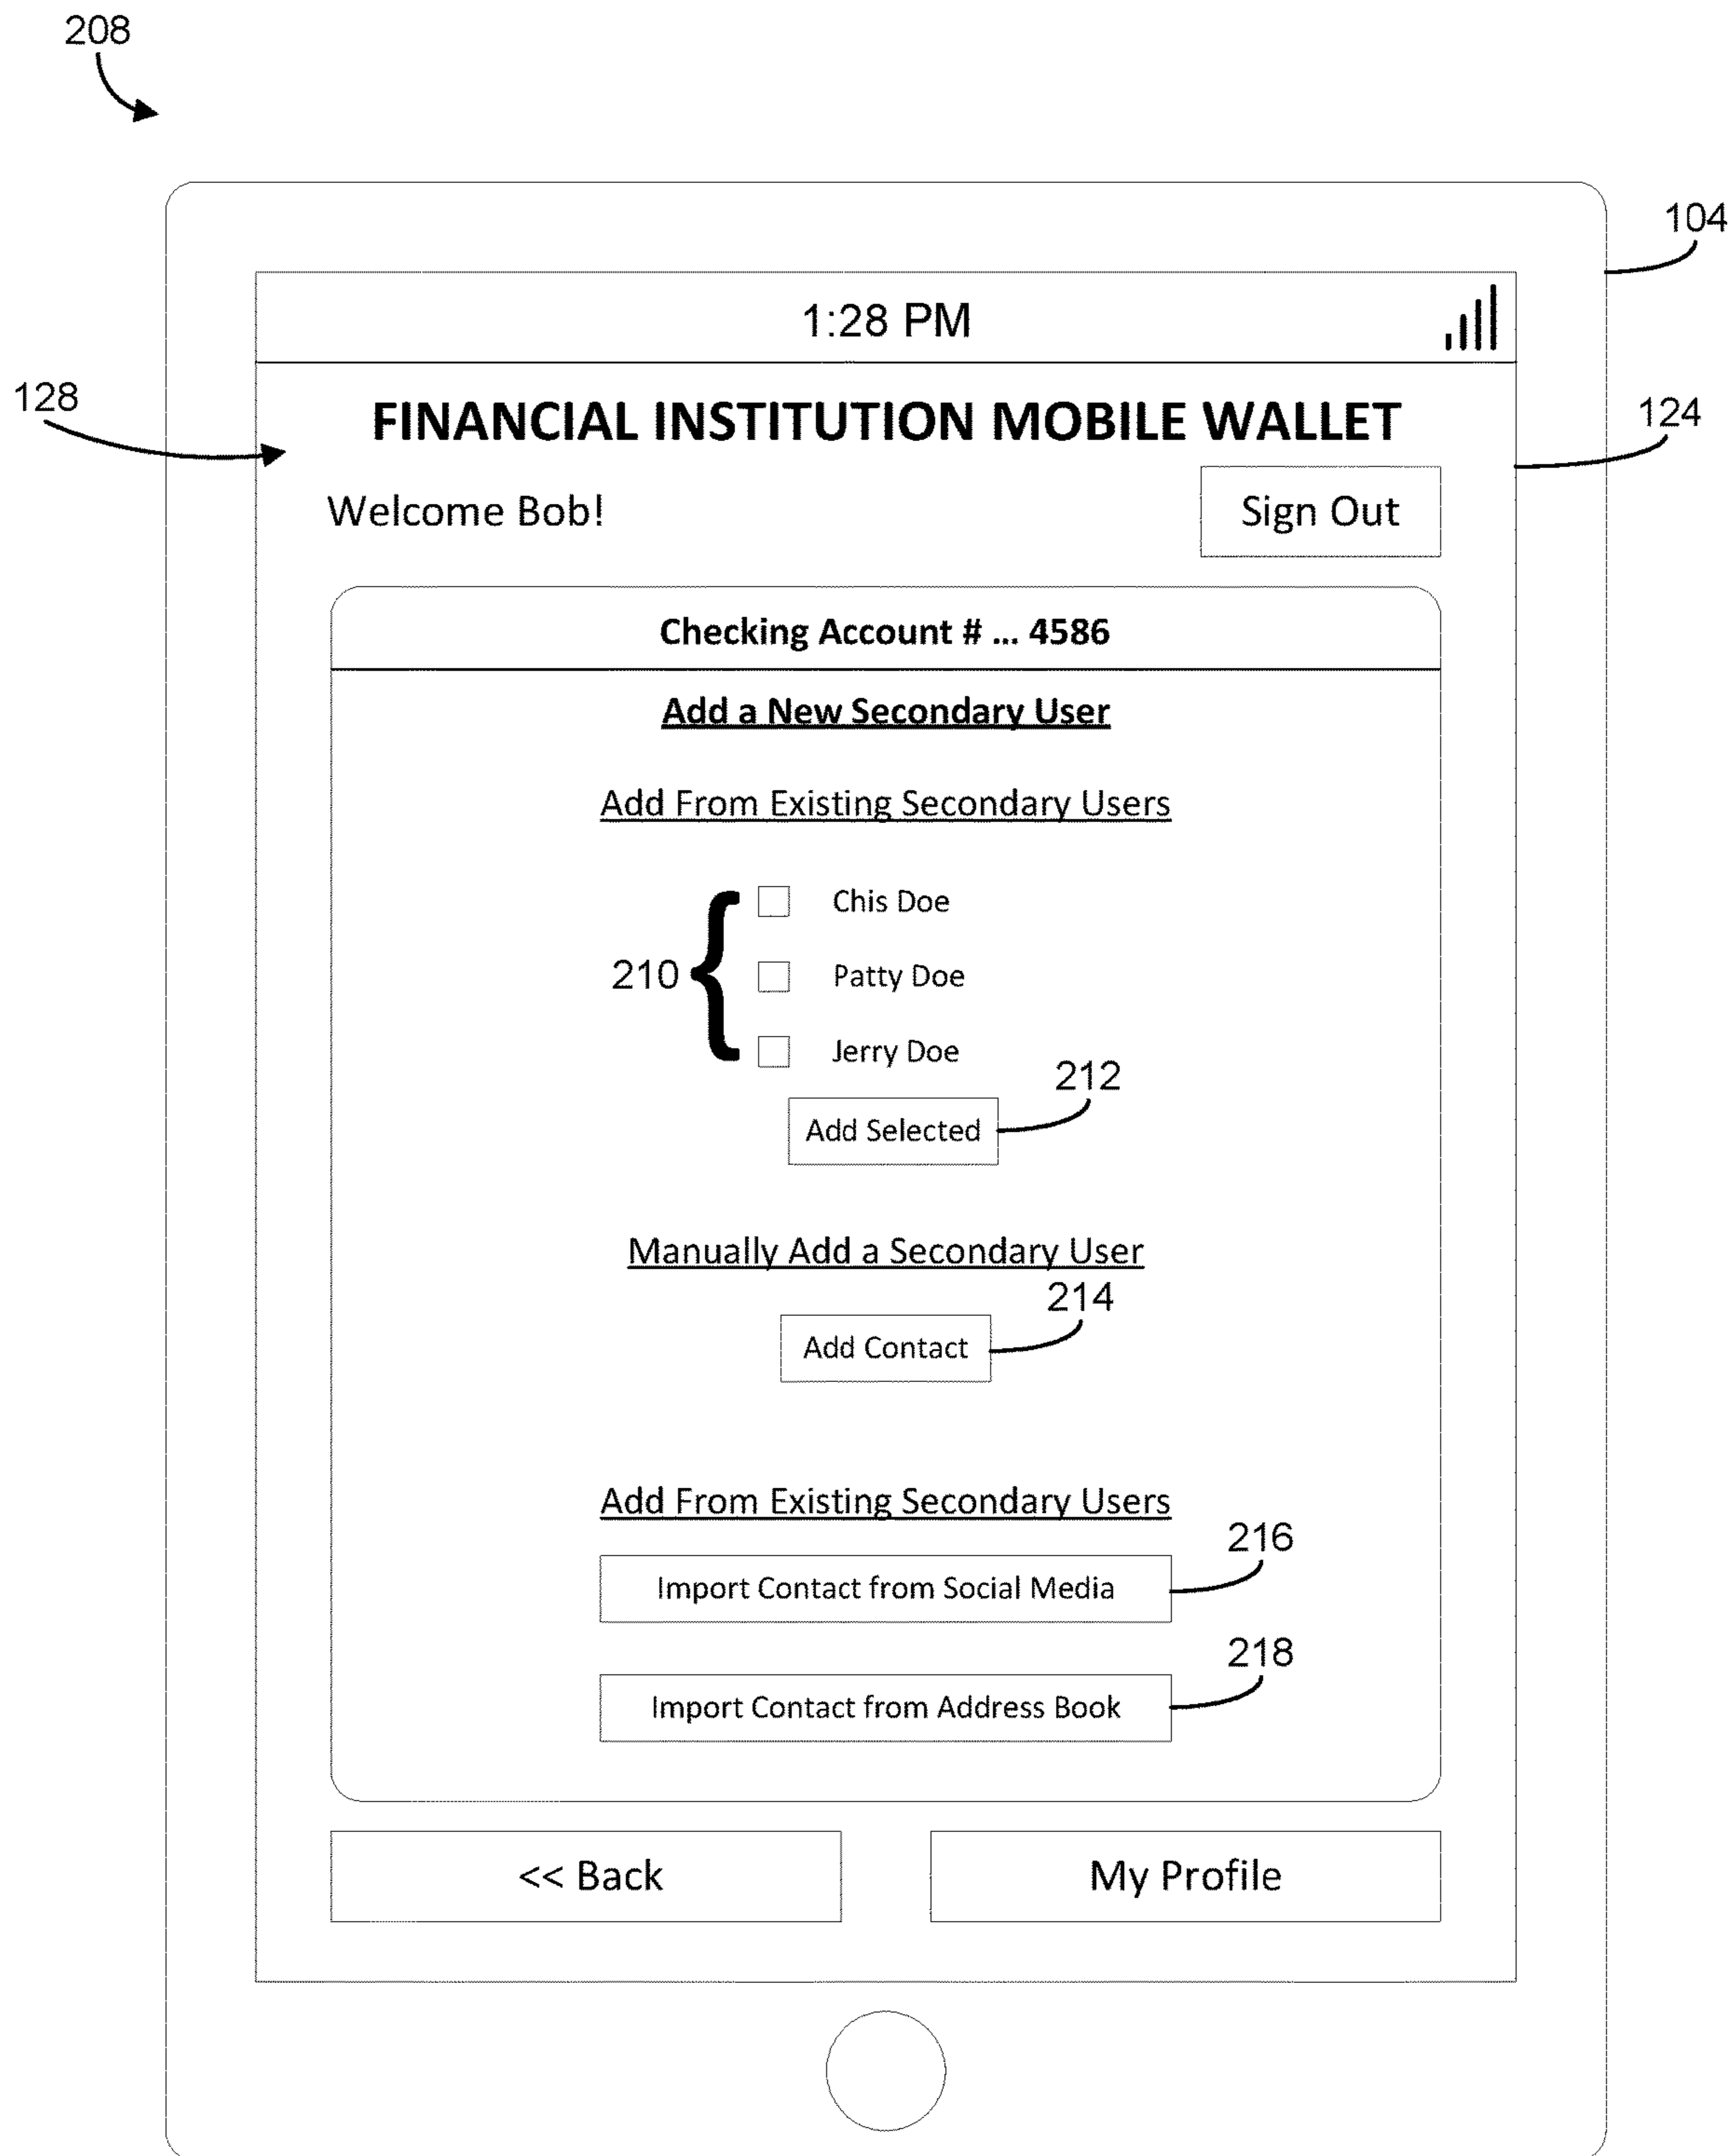 208
104
1:28 PM
128
FINANCIAL INSTITUTION MOBILE WALLET
124
Welcome Bob!
Sign Out
Checking Account # ... 4586
Add a New Secondary User
Add From Existing Secondary Users
Chis Doe
210
Patty Doe
Jerry Doe
212
Add Selected
Manually Add a Secondary User
214
Add Contact
Add From Existing Secondary Users
216
Import Contact from Social Media
218
Import Contact from Address Book
<< Back
My Profile